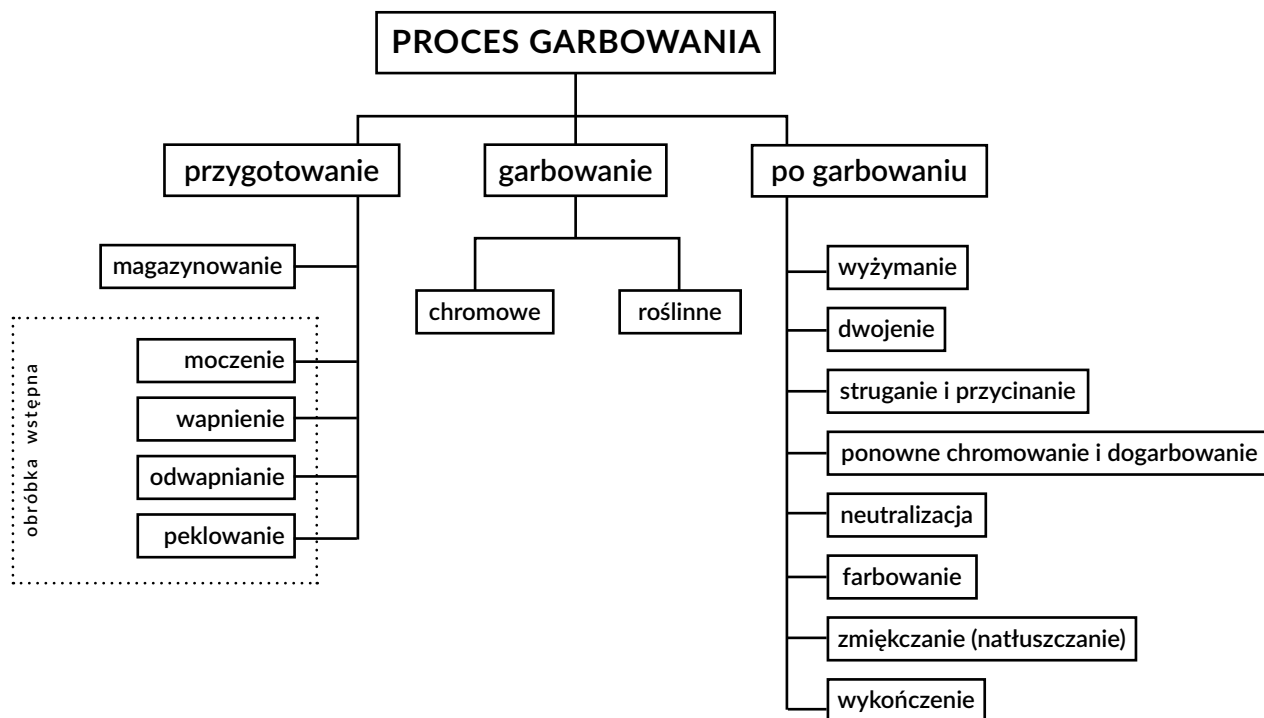 PROCES GARBOWANIA
przygotowanie
magazynowanie
obróbka wstępna
moczenie
wapnienie
odwapnianie
peklowanie
garbowanie
chromowe
roślinne
po garbowaniu
wyżymanie
dwojenie
struganie i przycinanie
ponowne chromowanie i dogarbowanie
neutralizacja
farbowanie
zmiękczanie (natłuszczanie)
wykończenie